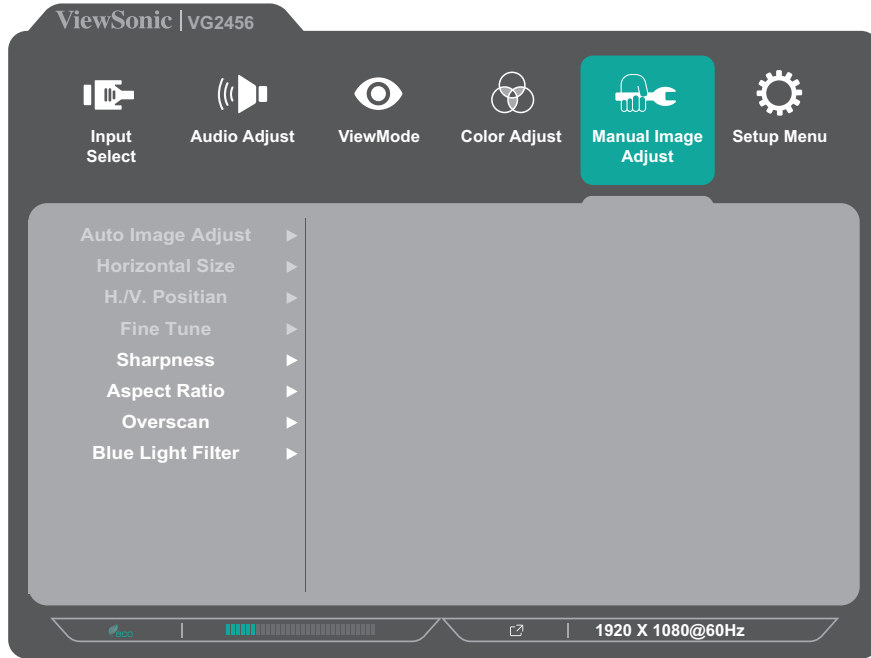 ViewSonic | VG2456
Input
Select
Audio Adjust
ViewMode
Color Adjust
Manual Image
Adjust
Setup Menu
Auto Image Adjust
Horizontal Size
H./V. Positian
Fine Tune
Sharpness
Aspect Ratio
Overscan
Blue Light Filter
eco
1920 X 1080@60Hz